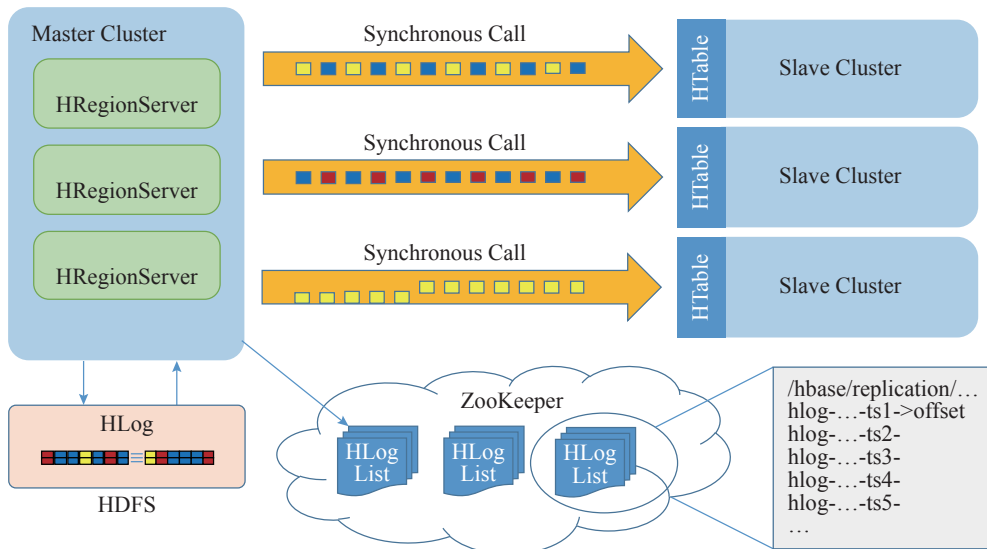 Master Cluster
HRegionServer
HRegionServer
HRegionServer
Synchronous Call
HTable
Slave Cluster
Synchronous Call
HTable
Slave Cluster
Synchronous Call
HTable
Slave Cluster
HLog
HDFS
ZooKeeper
HLog
List
HLog
List
HLog
List
/hbase/replication/…
hlog-…-ts1->offset
hlog-…-ts2-
hlog-…-ts3-
hlog-…-ts4-
hlog-…-ts5-
…